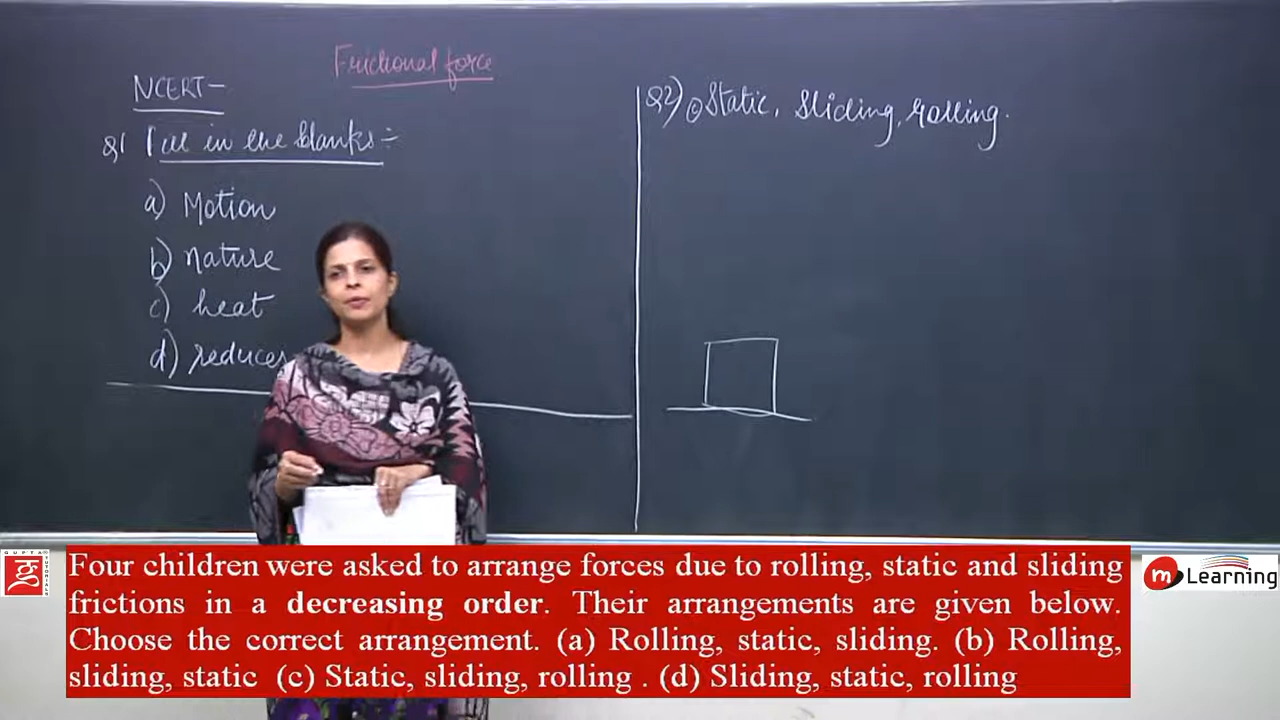 Frictional force
NCERT-
Q1 Fill in the blanks:-
a) Motion
b) nature
c) heat
d) reduces
Q2) (c) Static, Sliding, rolling.
GUPTA
Four children were asked to arrange forces due to rolling, static and sliding
frictions in a decreasing order. Their arrangements are given below.
Choose the correct arrangement. (a) Rolling, static, sliding. (b) Rolling,
sliding, static (c) Static, sliding, rolling . (d) Sliding, static, rolling
m Learning